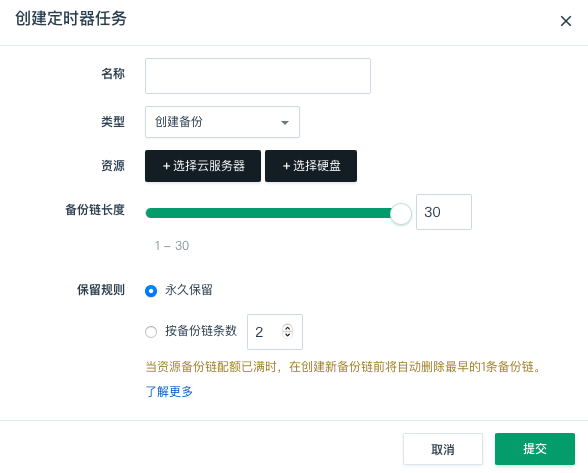 创建定时器任务
名称
类型
创建备份
资源
+选择云服务器
+选择硬盘
备份链长度
30
1 – 30
保留规则
永久保留
按备份链条数
2
当资源备份链配额已满时，在创建新备份链前将自动删除最早的1条备份链。
了解更多
取消
提交